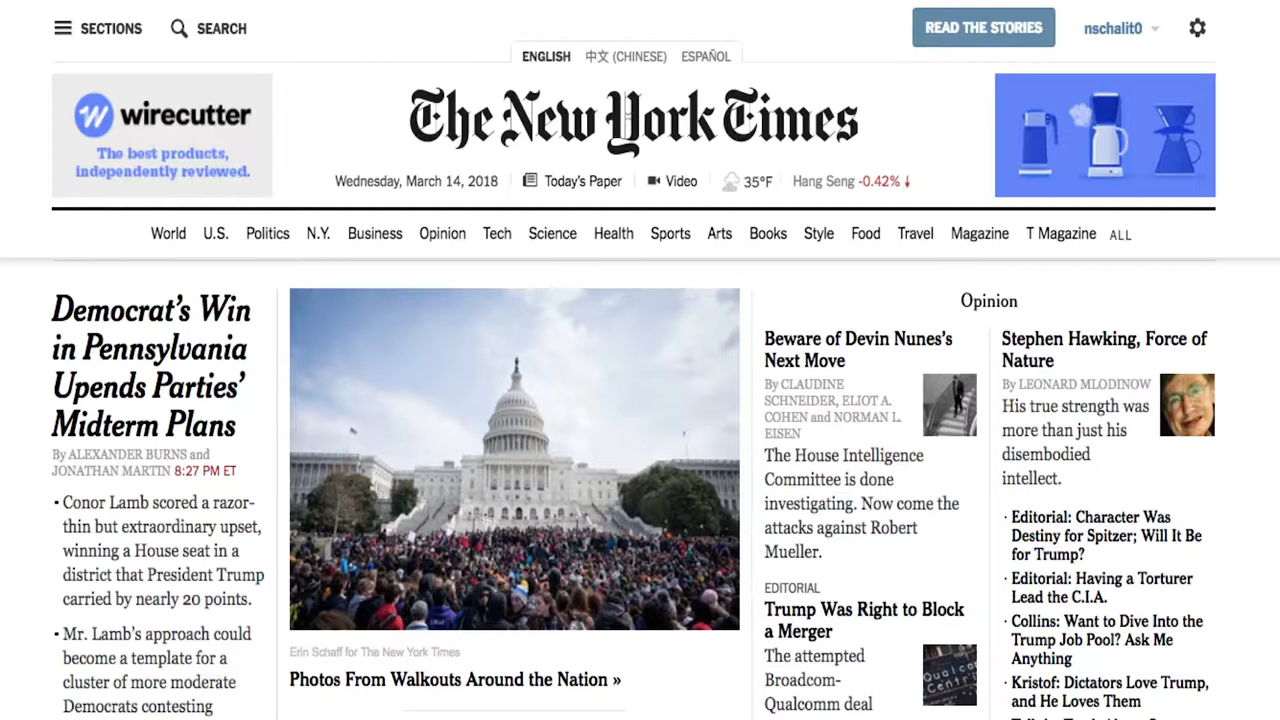 SECTIONS
SEARCH
READ THE STORIES
nschalit0
ENGLISH 中文 (CHINESE) ESPAÑOL
wirecutter
The best products,
independently reviewed.
The New York Times
Wednesday, March 14, 2018
Today's Paper
Video
35°F
Hang Seng -0.42%
World U.S. Politics N.Y. Business Opinion Tech Science Health Sports Arts Books Style Food Travel Magazine T Magazine ALL
Democrat's Win
in Pennsylvania
Upends Parties'
Midterm Plans
By ALEXANDER BURNS and
JONATHAN MARTIN 8:27 PM ET
Conor Lamb scored a razor-
thin but extraordinary upset,
winning a House seat in a
district that President Trump
carried by nearly 20 points.
Mr. Lamb's approach could
become a template for a
cluster of more moderate
Democrats contesting
Erin Schaff for The New York Times
Photos From Walkouts Around the Nation »
Opinion
Beware of Devin Nunes's
Next Move
By CLAUDINE
SCHNEIDER, ELIOT A.
COHEN and NORMAN L.
EISEN
The House Intelligence
Committee is done
investigating. Now come the
attacks against Robert
Mueller.
EDITORIAL
Trump Was Right to Block
a Merger
The attempted
Broadcom-
Qualcomm deal
Stephen Hawking, Force of
Nature
By LEONARD MLODINOW
His true strength was
more than just his
disembodied
intellect.
Editorial: Character Was
Destiny for Spitzer; Will It Be
for Trump?
Editorial: Having a Torturer
Lead the C.I.A.
Collins: Want to Dive Into the
Trump Job Pool? Ask Me
Anything
Kristof: Dictators Love Trump,
and He Loves Them